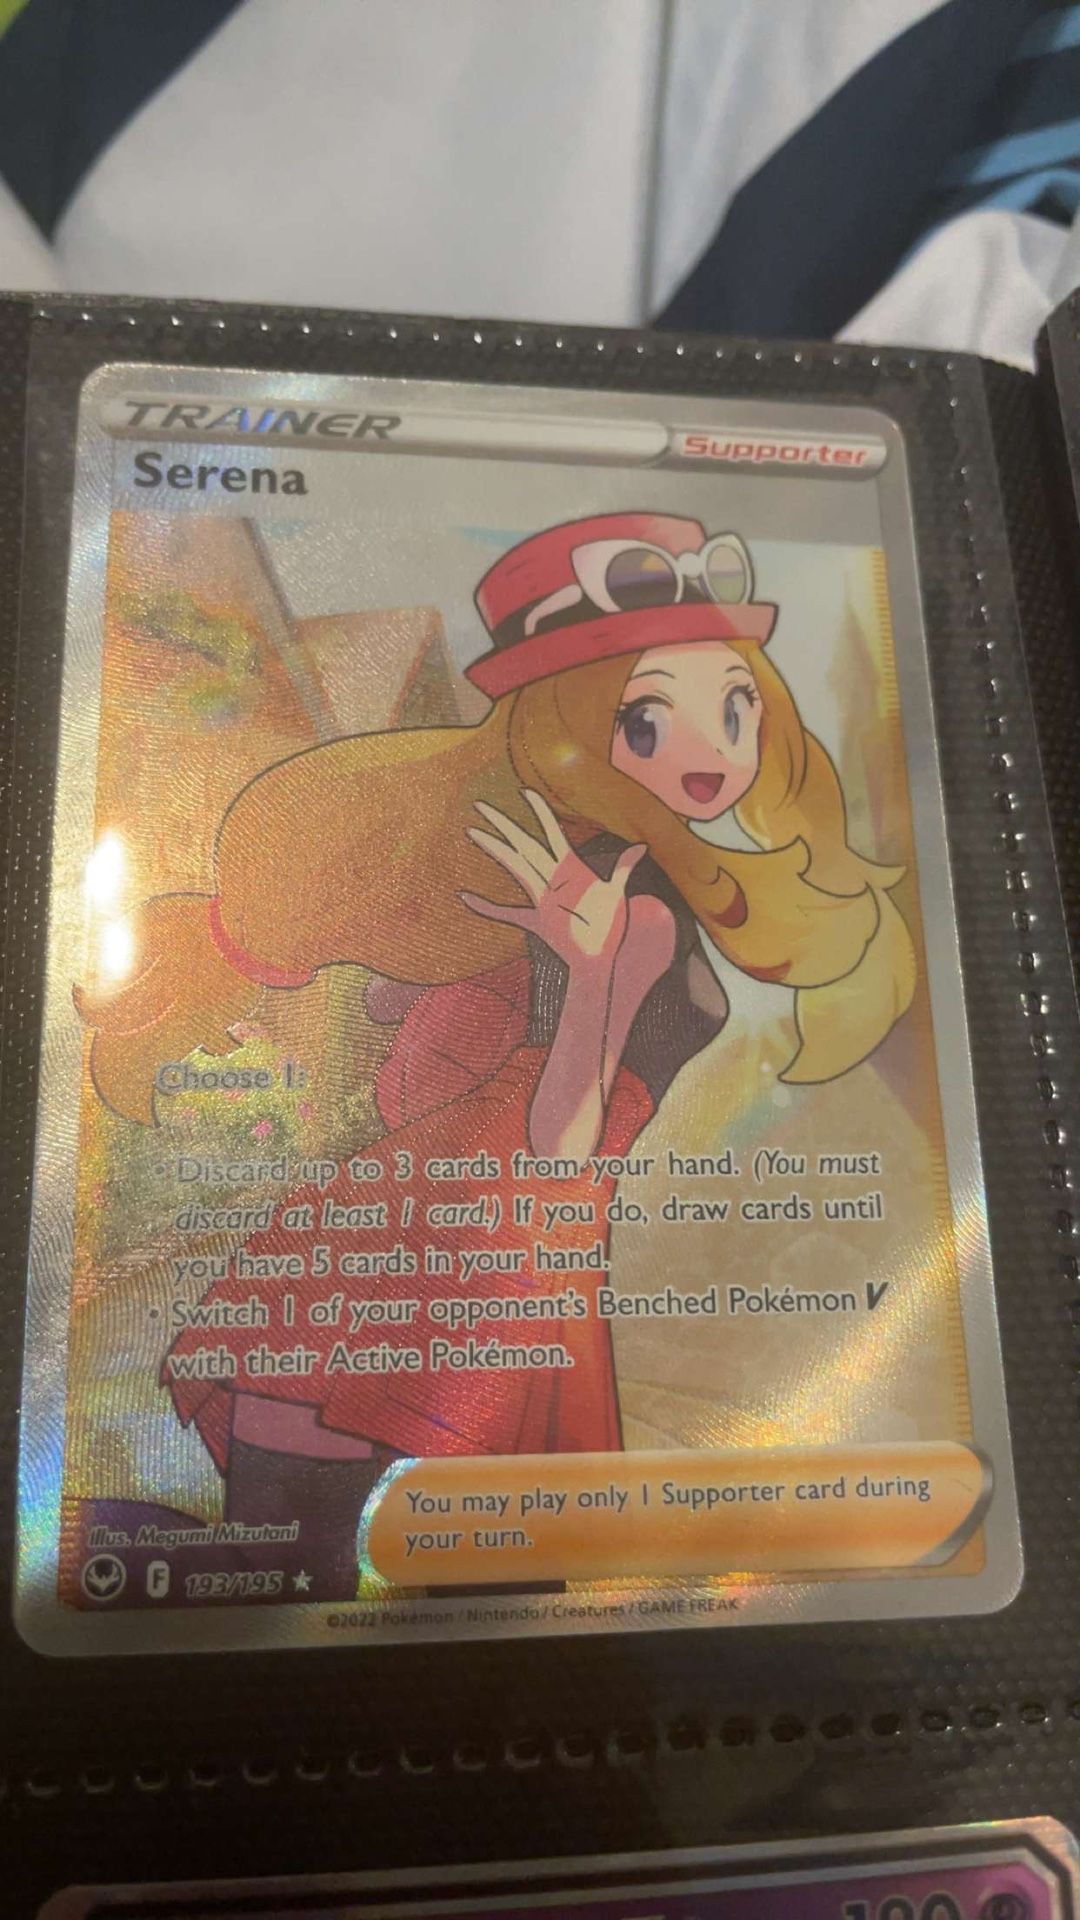 TRAINER
Supporter
Serena
Choose 1:
• Discard up to 3 cards from your hand. (You must
discard at least 1 card.) If you do, draw cards until
you have 5 cards in your hand.
• Switch 1 of your opponent's Benched Pokémon V
with their Active Pokémon.
You may play only 1 Supporter card during
your turn.
Illus. Megumi Mizutani
F 193/195 ★
©2022 Pokémon / Nintendo / Creatures / GAME FREAK